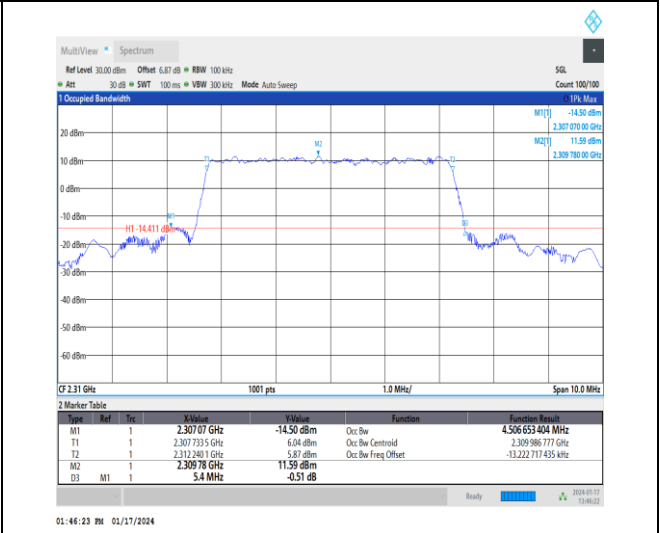 MultiView Spectrum
Ref Level 30.00 dBm Offset 6.87 dB RBW 100 kHz SGL
Att 30 dB SWT 100 ms VBW 300 kHz Mode Auto Sweep Count 100/100
1 Occupied Bandwidth 1Pk Max
M1[1] -14.50 dBm
2.307 070 00 GHz
M2[1] 11.59 dBm
2.309 780 00 GHz
20 dBm
M2
T1 T2
10 dBm
0 dBm
-10 dBm
M1 D3
H1 -14.411 dBm
-20 dBm
-30 dBm
-40 dBm
-50 dBm
-60 dBm
CF 2.31 GHz 1001 pts 1.0 MHz/ Span 10.0 MHz
2 Marker Table
Type Ref Trc X-Value Y-Value Function Function Result
M1 1 2.307 07 GHz -14.50 dBm Occ Bw 4.506 653 404 MHz
T1 1 2.307 733 5 GHz 6.04 dBm Occ Bw Centroid 2.309 986 777 GHz
T2 1 2.312 240 1 GHz 5.87 dBm Occ Bw Freq Offset -13.222 717 435 kHz
M2 1 2.309 78 GHz 11.59 dBm
D3 M1 1 5.4 MHz -0.51 dB
Ready 2024-01-17
13:46:22
01:46:23 PM 01/17/2024